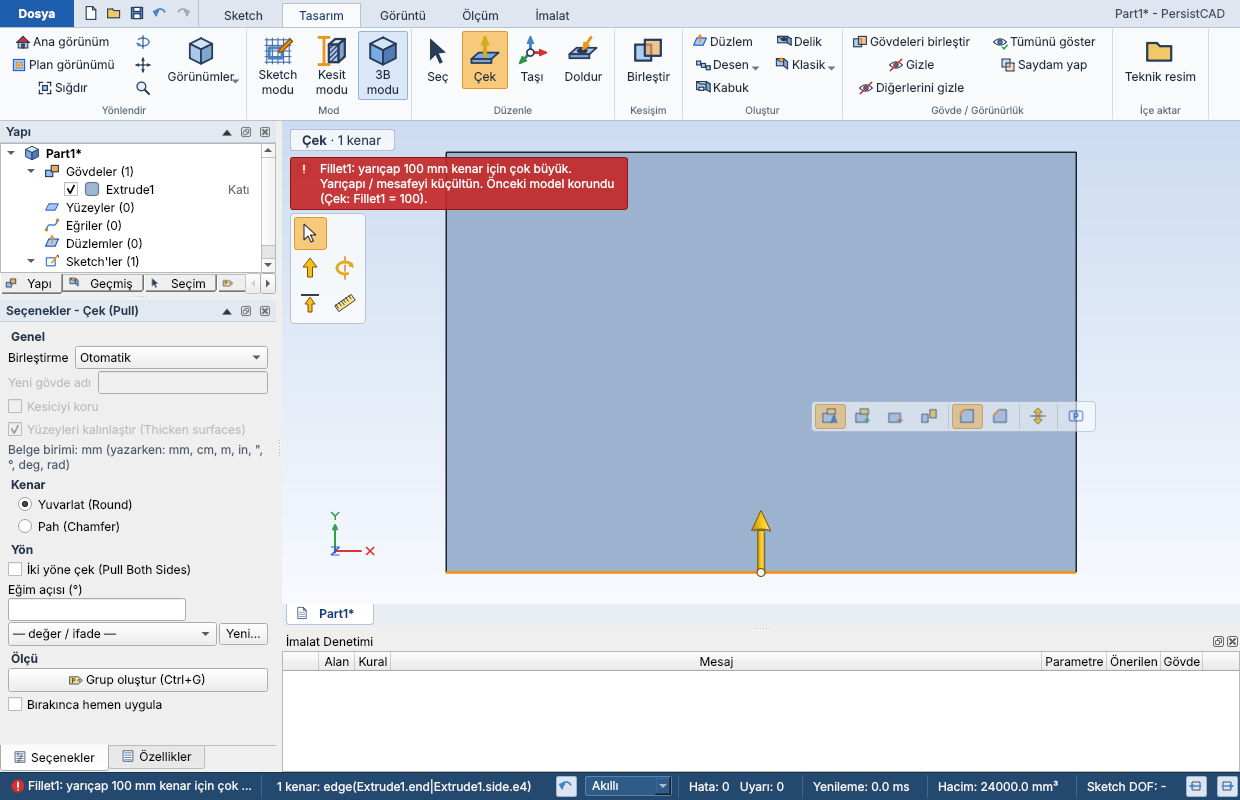 Dosya
Sketch
Tasarım
Görüntü
Ölçüm
İmalat
Part1* - PersistCAD
Ana görünüm
Plan görünümü
Sığdır
Görünümler
Yönlendir
Sketch modu
Kesit modu
3B modu
Mod
Seç
Çek
Taşı
Doldur
Düzenle
Birleştir
Kesişim
Düzlem
Desen
Kabuk
Delik
Klasik
Oluştur
Gövdeleri birleştir
Gizle
Diğerlerini gizle
Tümünü göster
Saydam yap
Gövde / Görünürlük
Teknik resim
İçe aktar
Yapı
Part1*
Gövdeler (1)
Extrude1 Katı
Yüzeyler (0)
Eğriler (0)
Düzlemler (0)
Sketch'ler (1)
Yapı
Geçmiş
Seçim
Seçenekler - Çek (Pull)
Genel
Birleştirme Otomatik
Yeni gövde adı
Kesiciyi koru
Yüzeyleri kalınlaştır (Thicken surfaces)
Belge birimi: mm (yazarken: mm, cm, m, in, ",
°, deg, rad)
Kenar
Yuvarlat (Round)
Pah (Chamfer)
Yön
İki yöne çek (Pull Both Sides)
Eğim açısı (°)
— değer / ifade — Yeni...
Ölçü
P Grup oluştur (Ctrl+G)
Bırakınca hemen uygula
Seçenekler
Özellikler
Çek · 1 kenar
Fillet1: yarıçap 100 mm kenar için çok büyük.
Yarıçapı / mesafeyi küçültün. Önceki model korundu
(Çek: Fillet1 = 100).
A
P
Y
X
Z
Part1*
İmalat Denetimi
Alan Kural Mesaj Parametre Önerilen Gövde
Fillet1: yarıçap 100 mm kenar için çok ...
1 kenar: edge(Extrude1.end|Extrude1.side.e4)
Akıllı
Hata: 0 Uyarı: 0
Yenileme: 0.0 ms
Hacim: 24000.0 mm³
Sketch DOF: -